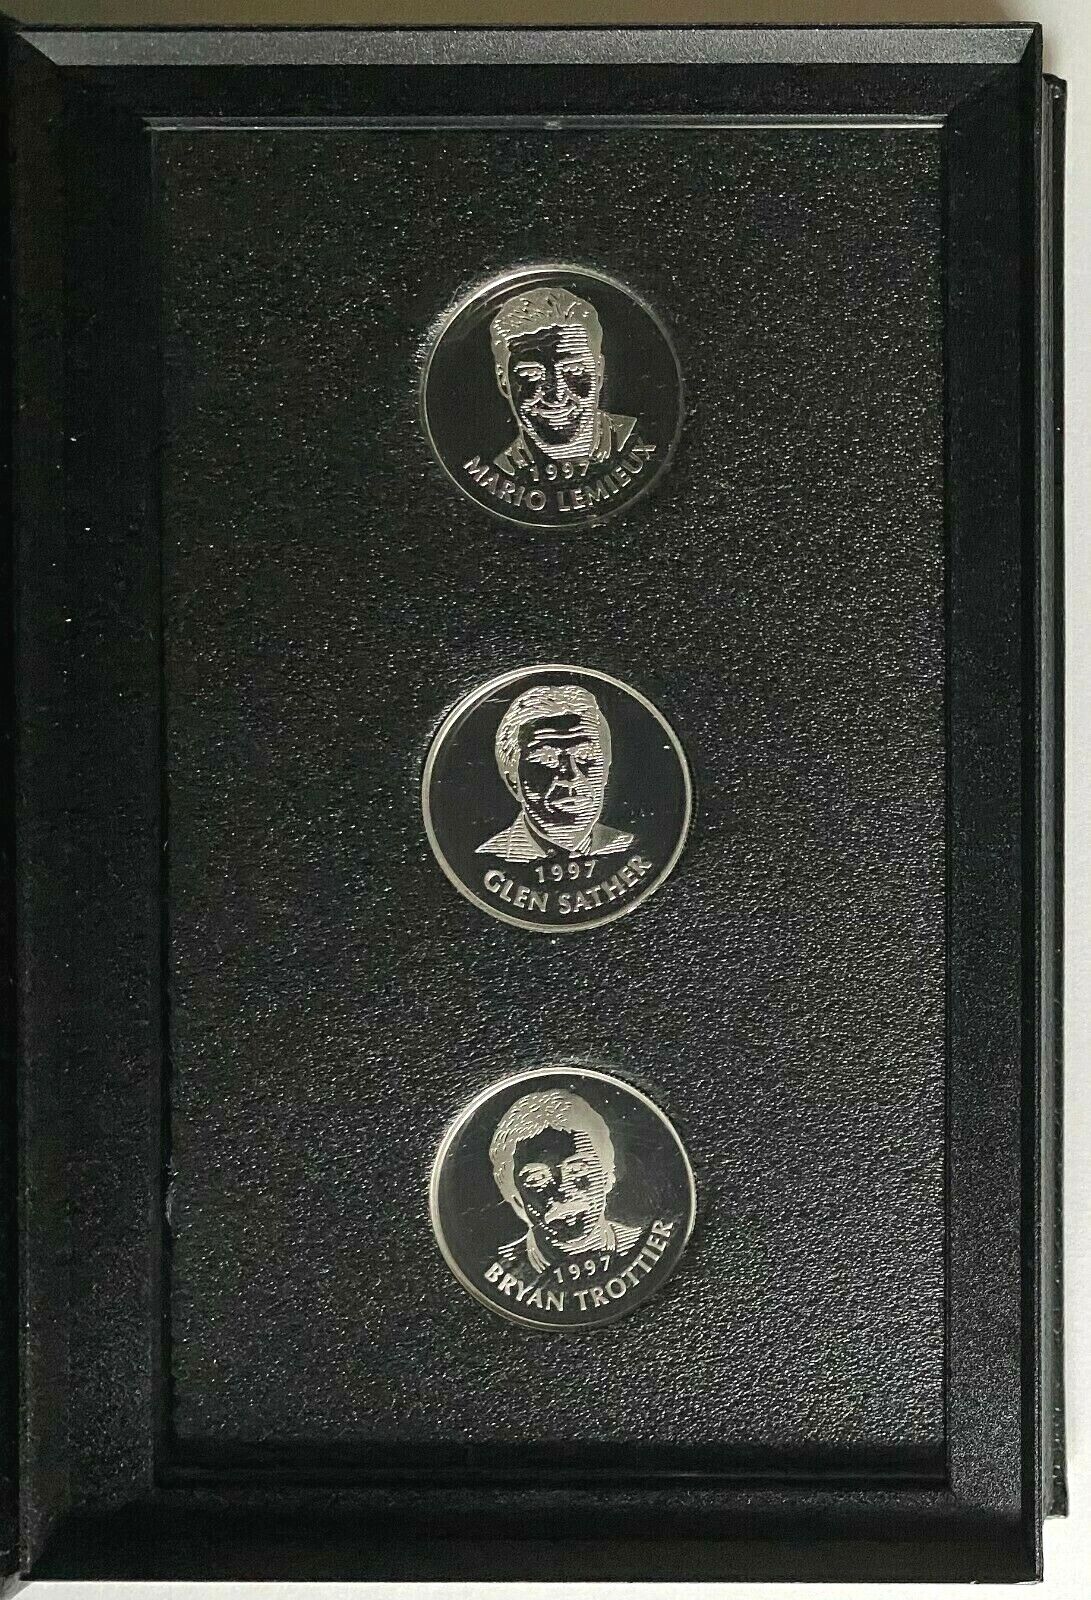 1997
MARIO LEMIEUX
1997
GLEN SATHER
1997
BRYAN TROTTIER